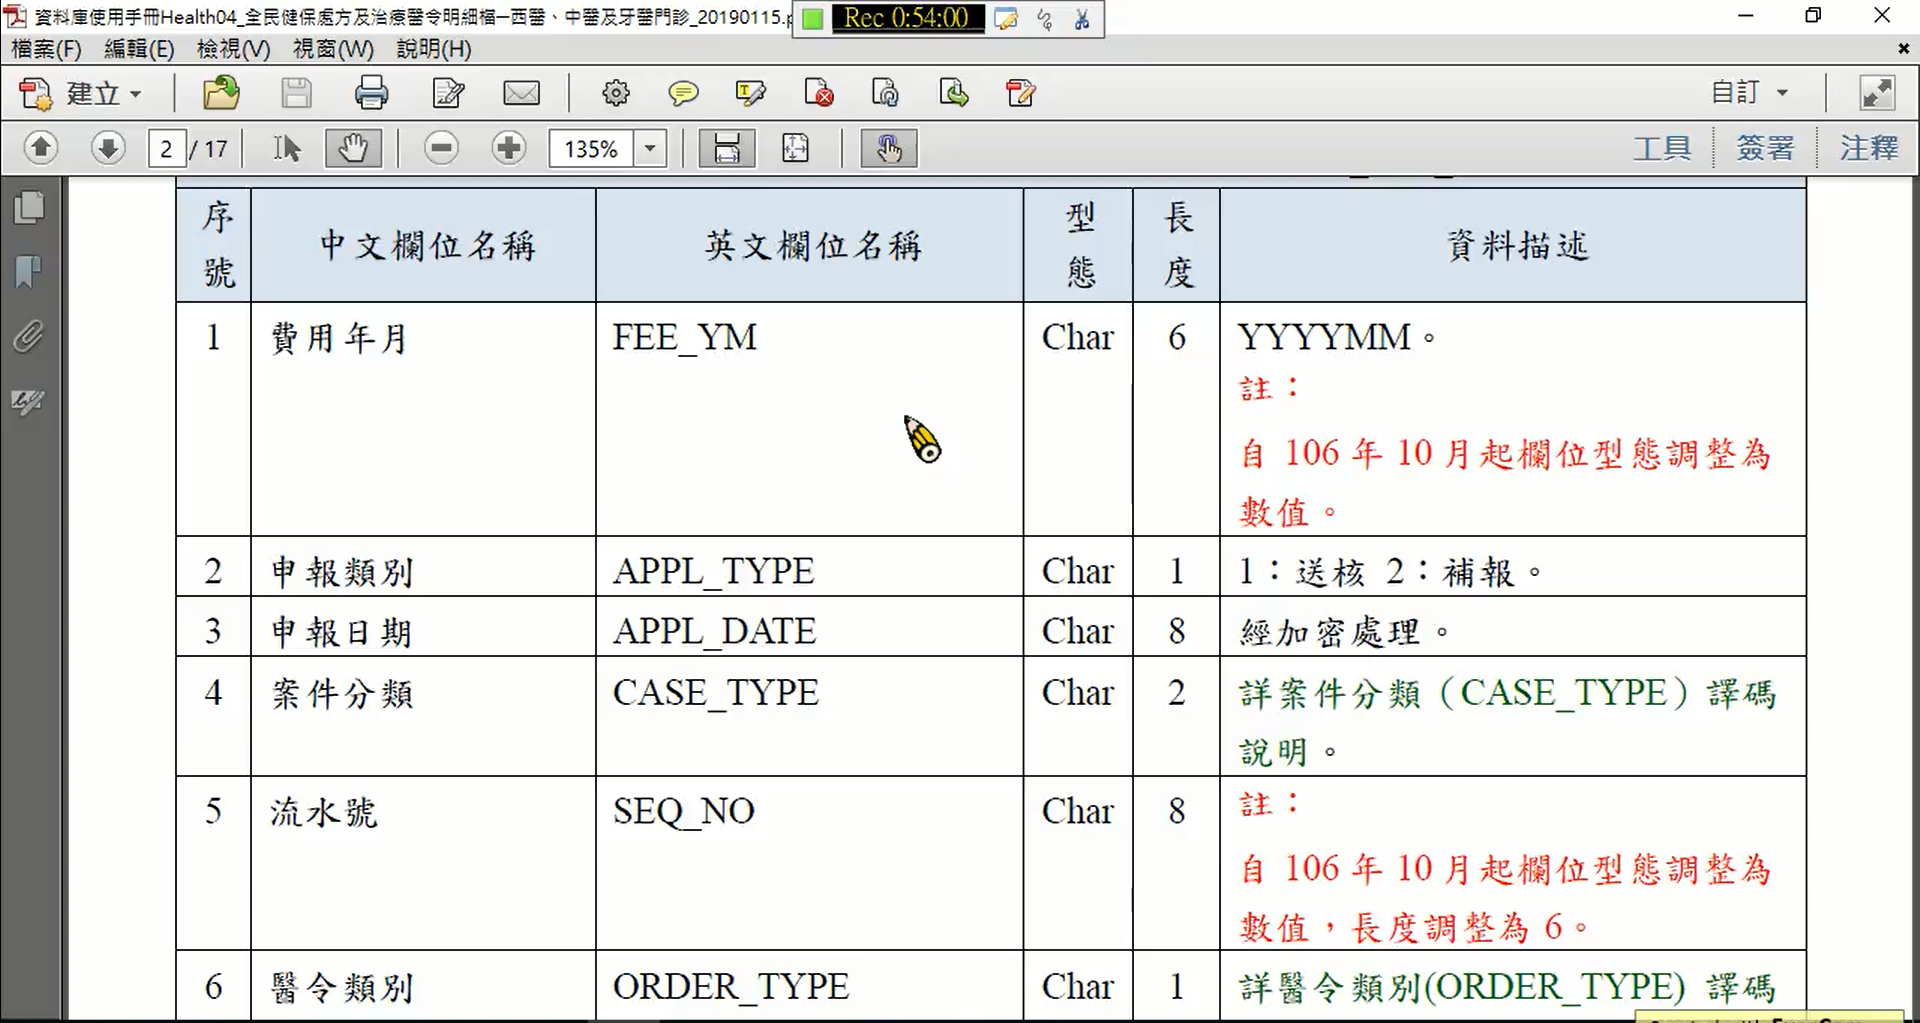 資料庫使用手冊Health04_全民健保處方及治療醫令明細檔—西醫、中醫及牙醫門診_20190115.p
Rec 0:54:00
檔案(F) 編輯(E) 檢視(V) 視窗(W) 說明(H)
建立 自訂
2 / 17 135% 工具 簽署 注釋
序號 中文欄位名稱 英文欄位名稱 型態 長度 資料描述
1 費用年月 FEE_YM Char 6 YYYYMM。
註：
自 106 年 10 月起欄位型態調整為
數值。
2 申報類別 APPL_TYPE Char 1 1：送核 2：補報。
3 申報日期 APPL_DATE Char 8 經加密處理。
4 案件分類 CASE_TYPE Char 2 詳案件分類（CASE_TYPE）譯碼
說明。
5 流水號 SEQ_NO Char 8 註：
自 106 年 10 月起欄位型態調整為
數值，長度調整為 6。
6 醫令類別 ORDER_TYPE Char 1 詳醫令類別(ORDER_TYPE) 譯碼